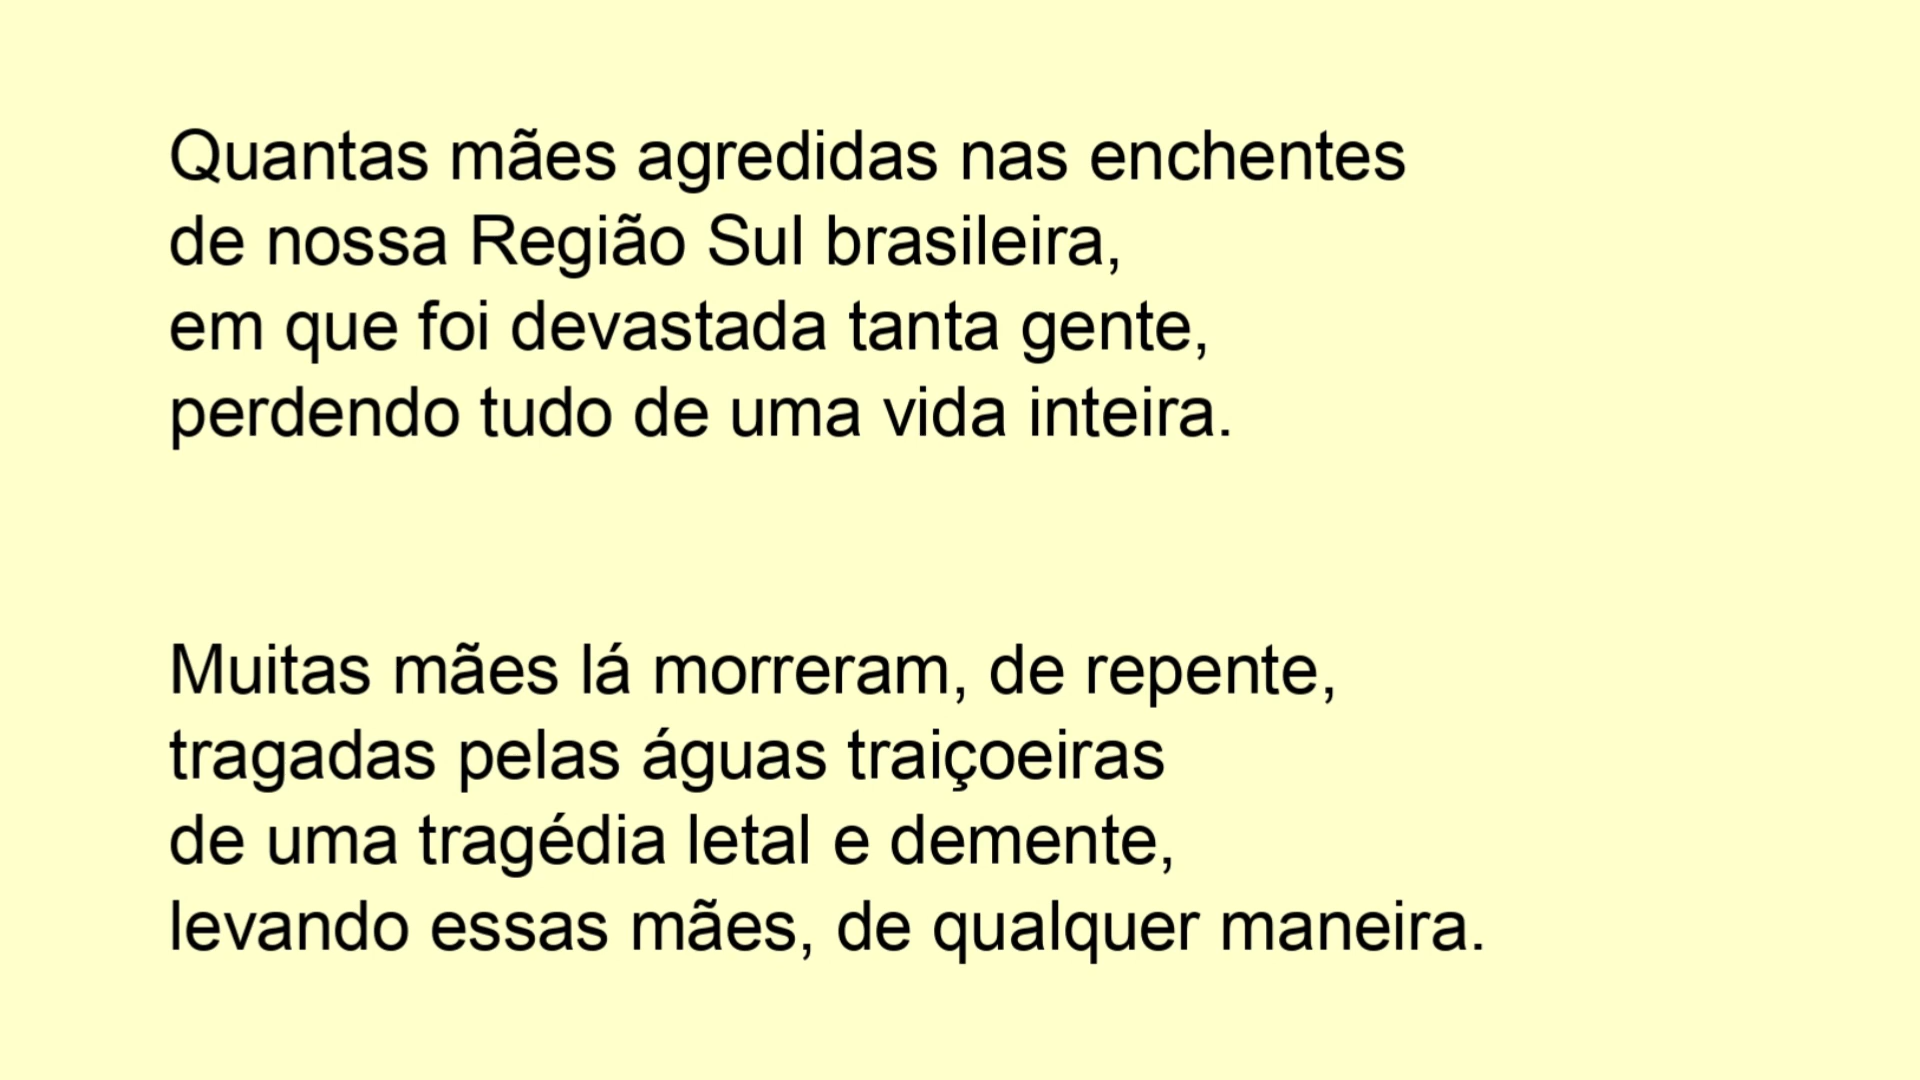 Quantas mães agredidas nas enchentes
de nossa Região Sul brasileira,
em que foi devastada tanta gente,
perdendo tudo de uma vida inteira.
Muitas mães lá morreram, de repente,
tragadas pelas águas traiçoeiras
de uma tragédia letal e demente,
levando essas mães, de qualquer maneira.